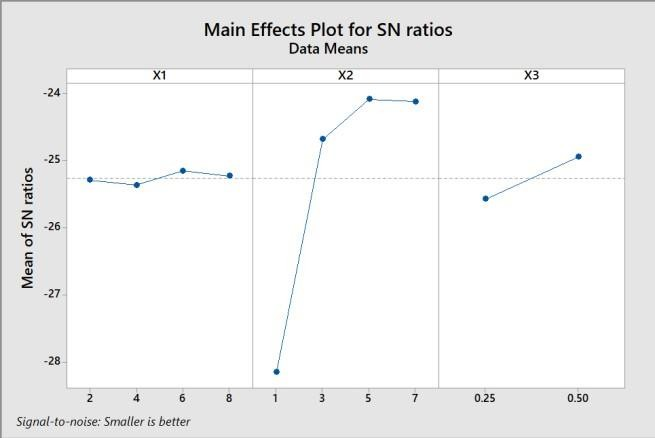 Main Effects Plot for SN ratios
Data Means
X1 X2 X3
Mean of SN ratios
-24
-25
-26
-27
-28
2 4 6 8 1 3 5 7 0.25 0.50
Signal-to-noise: Smaller is better